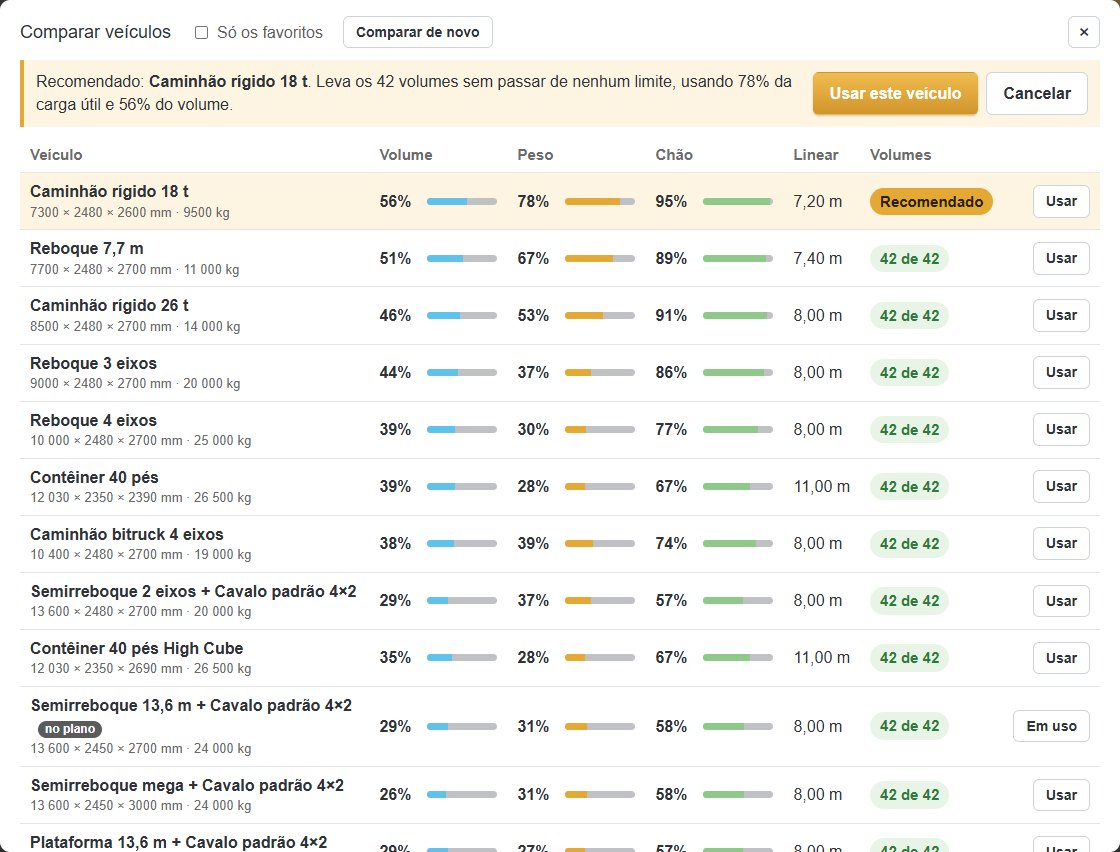 Comparar veículos
Só os favoritos
Comparar de novo
×
Recomendado: Caminhão rígido 18 t. Leva os 42 volumes sem passar de nenhum limite, usando 78% da
carga útil e 56% do volume.
Usar este veículo
Cancelar
Veículo Volume Peso Chão Linear Volumes
Caminhão rígido 18 t
7300 × 2480 × 2600 mm · 9500 kg
56% 78% 95% 7,20 m Recomendado Usar
Reboque 7,7 m
7700 × 2480 × 2700 mm · 11 000 kg
51% 67% 89% 7,40 m 42 de 42 Usar
Caminhão rígido 26 t
8500 × 2480 × 2700 mm · 14 000 kg
46% 53% 91% 8,00 m 42 de 42 Usar
Reboque 3 eixos
9000 × 2480 × 2700 mm · 20 000 kg
44% 37% 86% 8,00 m 42 de 42 Usar
Reboque 4 eixos
10 000 × 2480 × 2700 mm · 25 000 kg
39% 30% 77% 8,00 m 42 de 42 Usar
Contêiner 40 pés
12 030 × 2350 × 2390 mm · 26 500 kg
39% 28% 67% 11,00 m 42 de 42 Usar
Caminhão bitruck 4 eixos
10 400 × 2480 × 2700 mm · 19 000 kg
38% 39% 74% 8,00 m 42 de 42 Usar
Semirreboque 2 eixos + Cavalo padrão 4×2
13 600 × 2480 × 2700 mm · 20 000 kg
29% 37% 57% 8,00 m 42 de 42 Usar
Contêiner 40 pés High Cube
12 030 × 2350 × 2690 mm · 26 500 kg
35% 28% 67% 11,00 m 42 de 42 Usar
Semirreboque 13,6 m + Cavalo padrão 4×2
no plano
13 600 × 2450 × 2700 mm · 24 000 kg
29% 31% 58% 8,00 m 42 de 42 Em uso
Semirreboque mega + Cavalo padrão 4×2
13 600 × 2450 × 3000 mm · 24 000 kg
26% 31% 58% 8,00 m 42 de 42 Usar
Plataforma 13,6 m + Cavalo padrão 4×2
29% 27% 57% 8,00 m 42 de 42 Usar